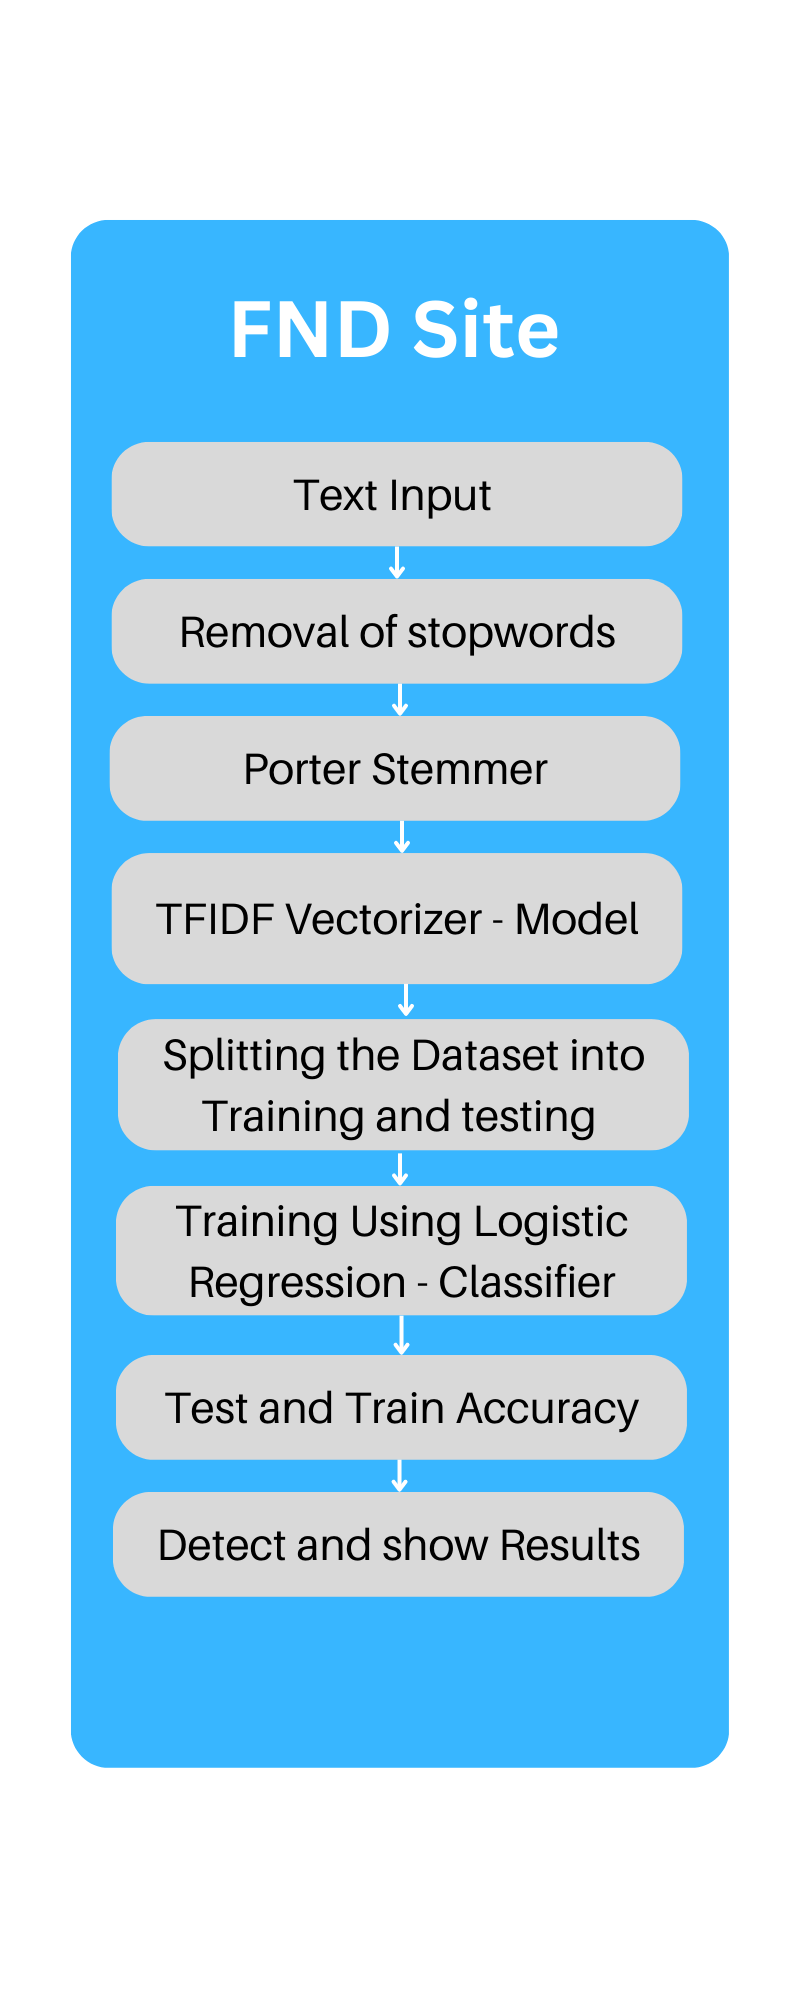 FND Site
Text Input
Removal of stopwords
Porter Stemmer
TFIDF Vectorizer - Model
Splitting the Dataset into
Training and testing
Training Using Logistic
Regression - Classifier
Test and Train Accuracy
Detect and show Results